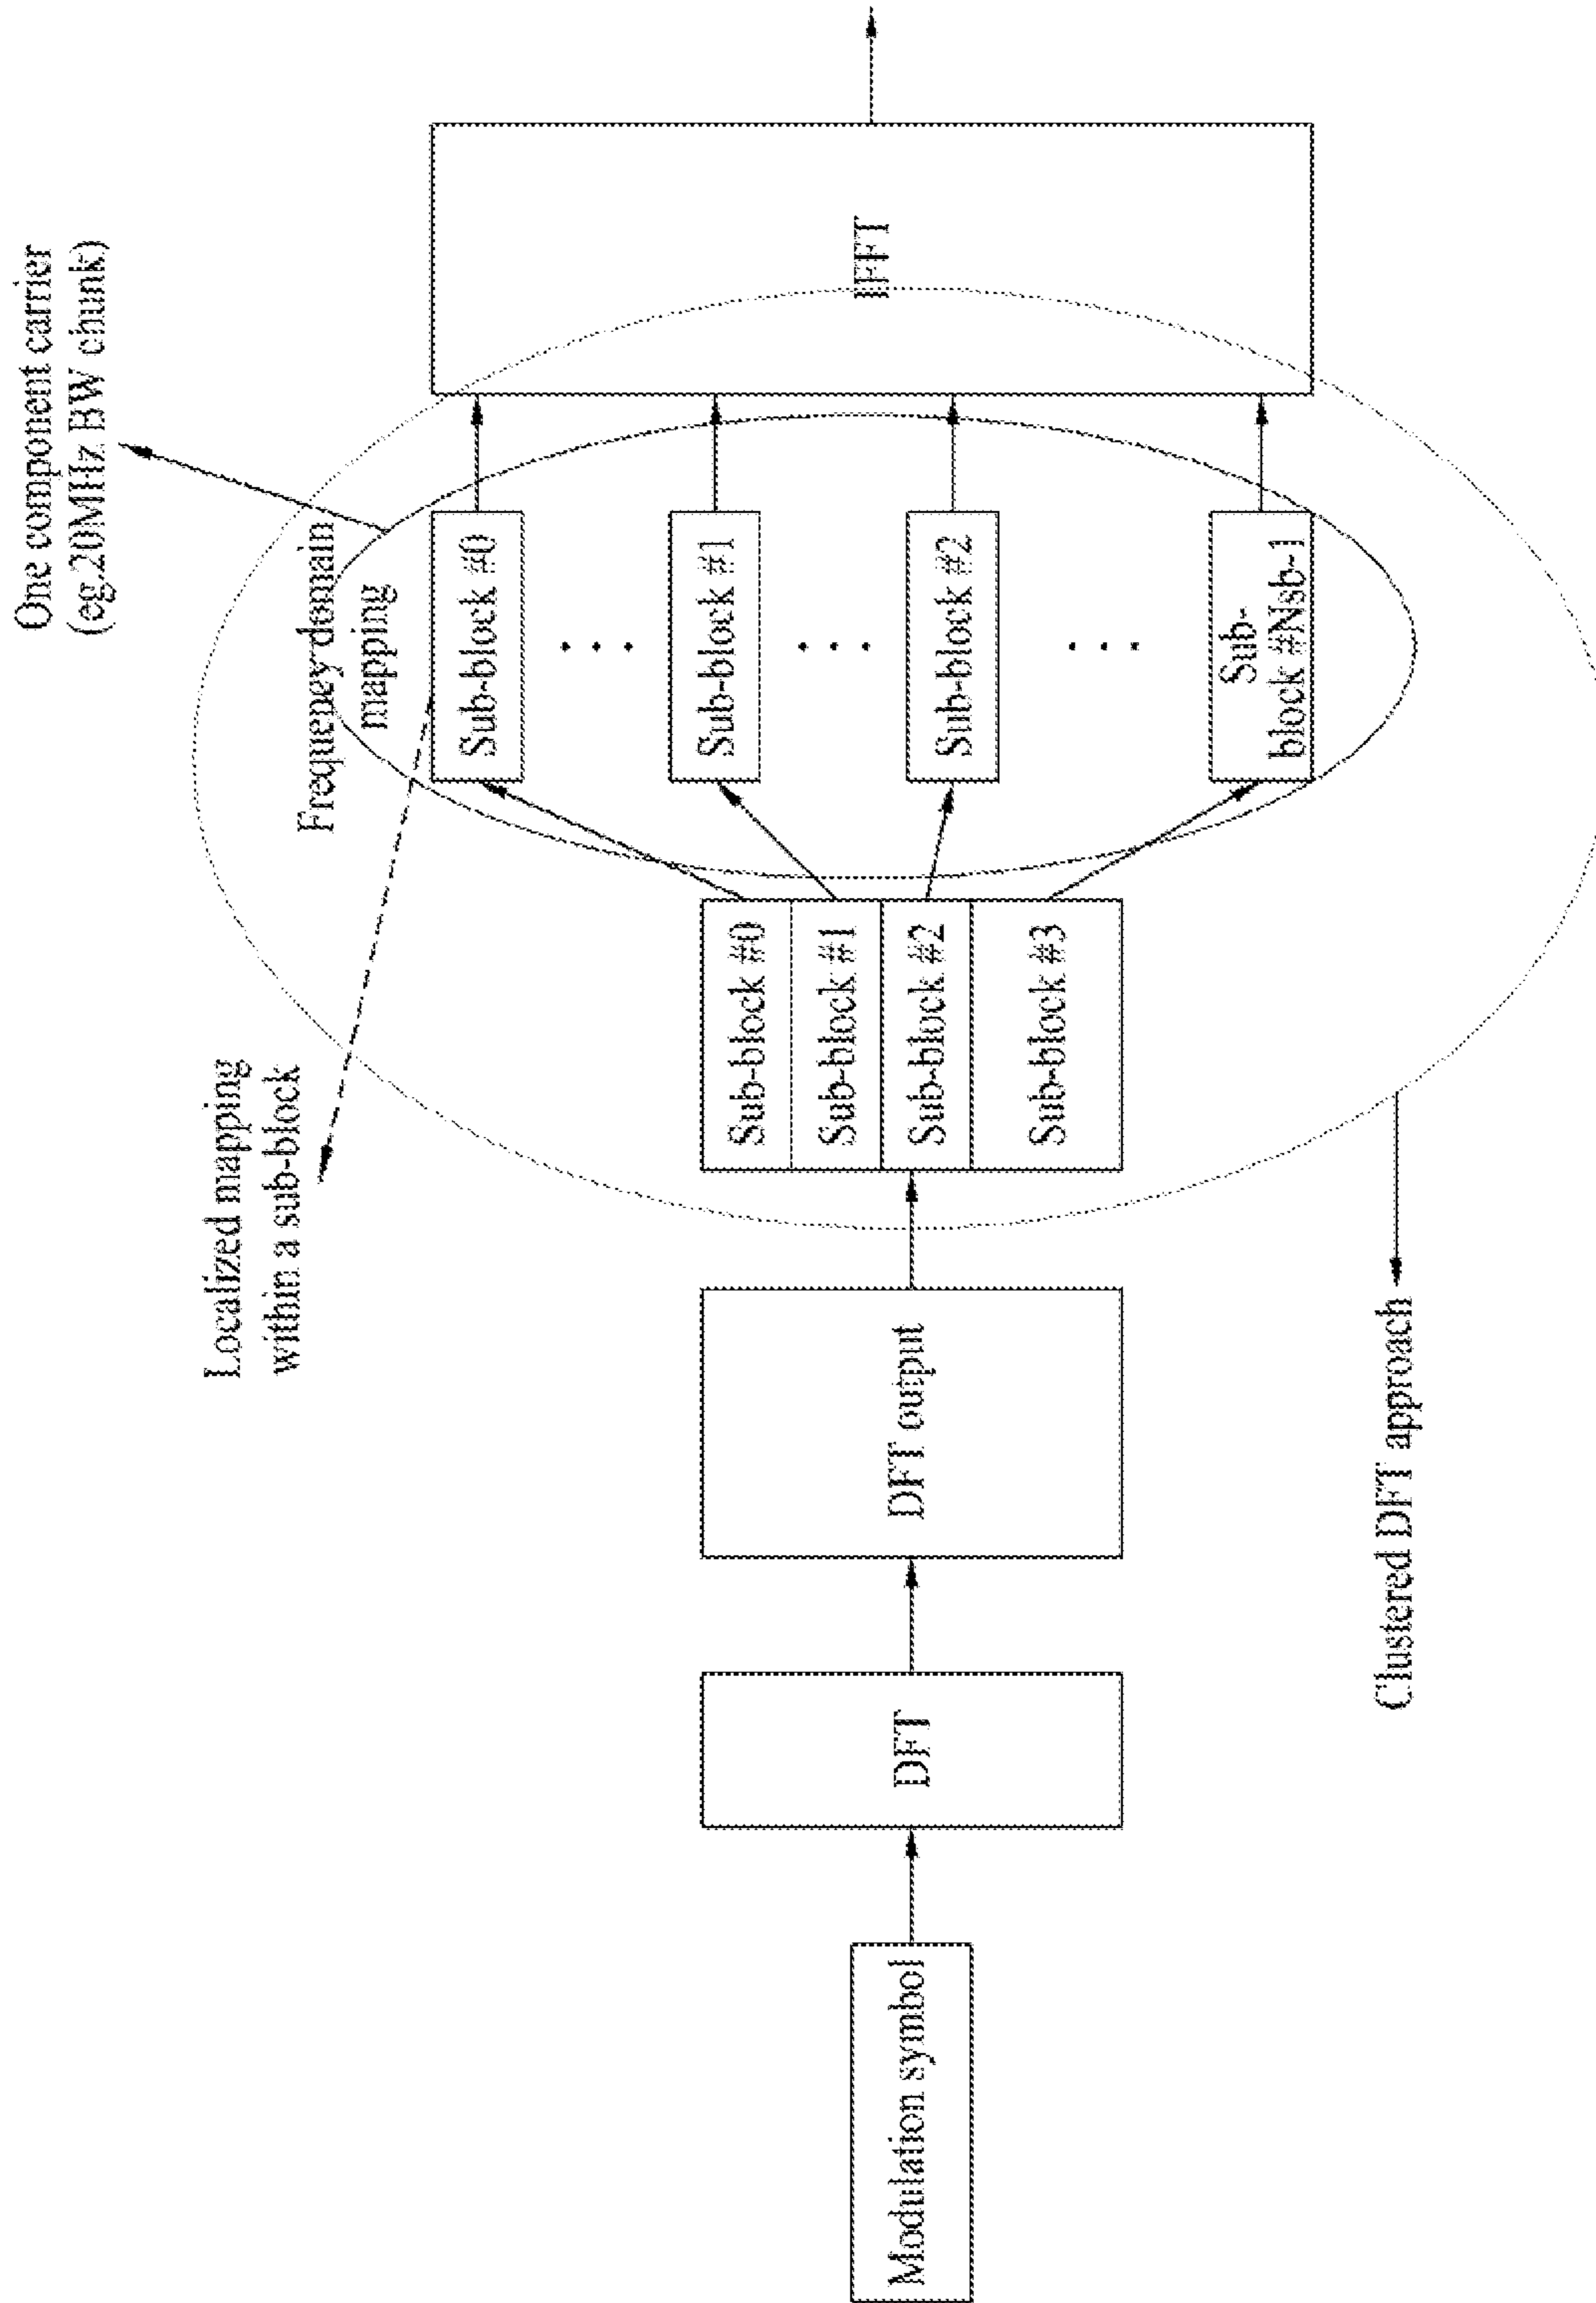 One component carrier
(eg.20MHz BW chunk)
Frequency domain
mapping
Localized mapping
within a sub-block
Modulation symbol
DFT
DFT output
Sub-block #0
Sub-block #1
Sub-block #2
Sub-block #3
Sub-block #0
Sub-block #1
Sub-block #2
Sub-
block #Nsb-1
IFFT
Clustered DFT approach